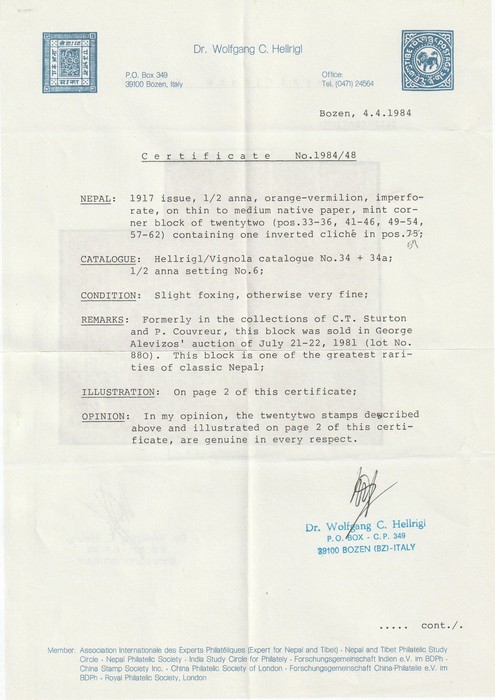 Dr. Wolfgang C. Hellrigl
P.O. Box 349
39100 Bozen, Italy
Office:
Tel. (0471) 24564
Bozen, 4.4.1984
Certificate No.1984/48
NEPAL: 1917 issue, 1/2 anna, orange-vermilion, imperfo-
rate, on thin to medium native paper, mint cor-
ner block of twentytwo (pos.33-36, 41-46, 49-54,
57-62) containing one inverted cliché in pos.75;
CATALOGUE: Hellrigl/Vignola catalogue No.34 + 34a;
1/2 anna setting No.6;
CONDITION: Slight foxing, otherwise very fine;
REMARKS: Formerly in the collections of C.T. Sturton
and P. Couvreur, this block was sold in George
Alevizos' auction of July 21-22, 1981 (lot No.
880). This block is one of the greatest rari-
ties of classic Nepal;
ILLUSTRATION: On page 2 of this certificate;
OPINION: In my opinion, the twentytwo stamps described
above and illustrated on page 2 of this certi-
ficate, are genuine in every respect.
Dr. Wolfgang C. Hellrigl
P.O. BOX - C.P. 349
39100 BOZEN (BZ)-ITALY
..... cont./.
Member: Association Internationale des Experts Philatéliques (Expert for Nepal and Tibet) - Nepal and Tibet Philatelic Study
Circle - Nepal Philatelic Society - India Study Circle for Philately - Forschungsgemeinschaft Indien e.V. im BDPh -
China Stamp Society Inc. - China Philatelic Society of London - Forschungsgemeinschaft China-Philatelie e.V. im
BDPh - Royal Philatelic Society, London